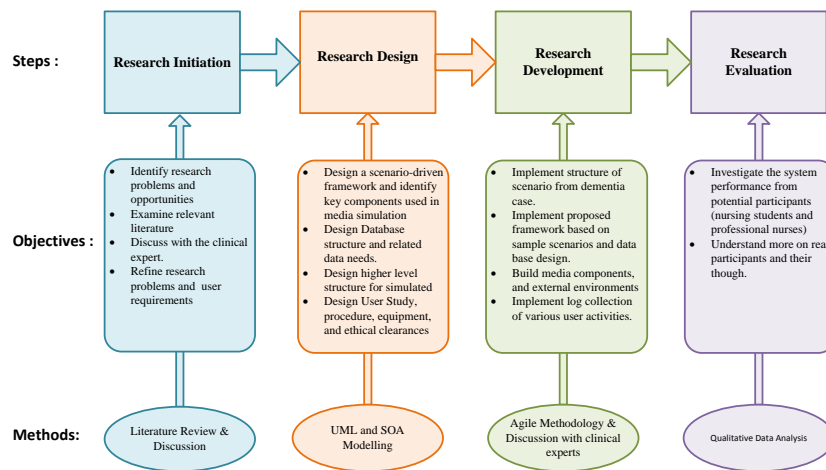 Steps :
Research Initiation
Research Design
Research
Development
Research
Evaluation
Objectives :
• Identify research
problems and
opportunities
• Examine relevant
literature
• Discuss with the clinical
expert.
• Refine research
problems and user
requirements
• Design a scenario-driven
framework and identify
key components used in
media simulation
• Design Database
structure and related
data needs.
• Design higher level
structure for simulated
• Design User Study,
procedure, equipment,
and ethical clearances
• Implement structure of
scenario from dementia
case.
• Implement proposed
framework based on
sample scenarios and data
base design.
• Build media components,
and external environments
• Implement log collection
of various user activities.
• Investigate the system
performance from
potential participants
(nursing students and
professional nurses)
• Understand more on rea
participants and their
though.
Methods:
Literature Review &
Discussion
UML and SOA
Modelling
Agile Methodology &
Discussion with clinical
experts
Qualitative Data Analysis